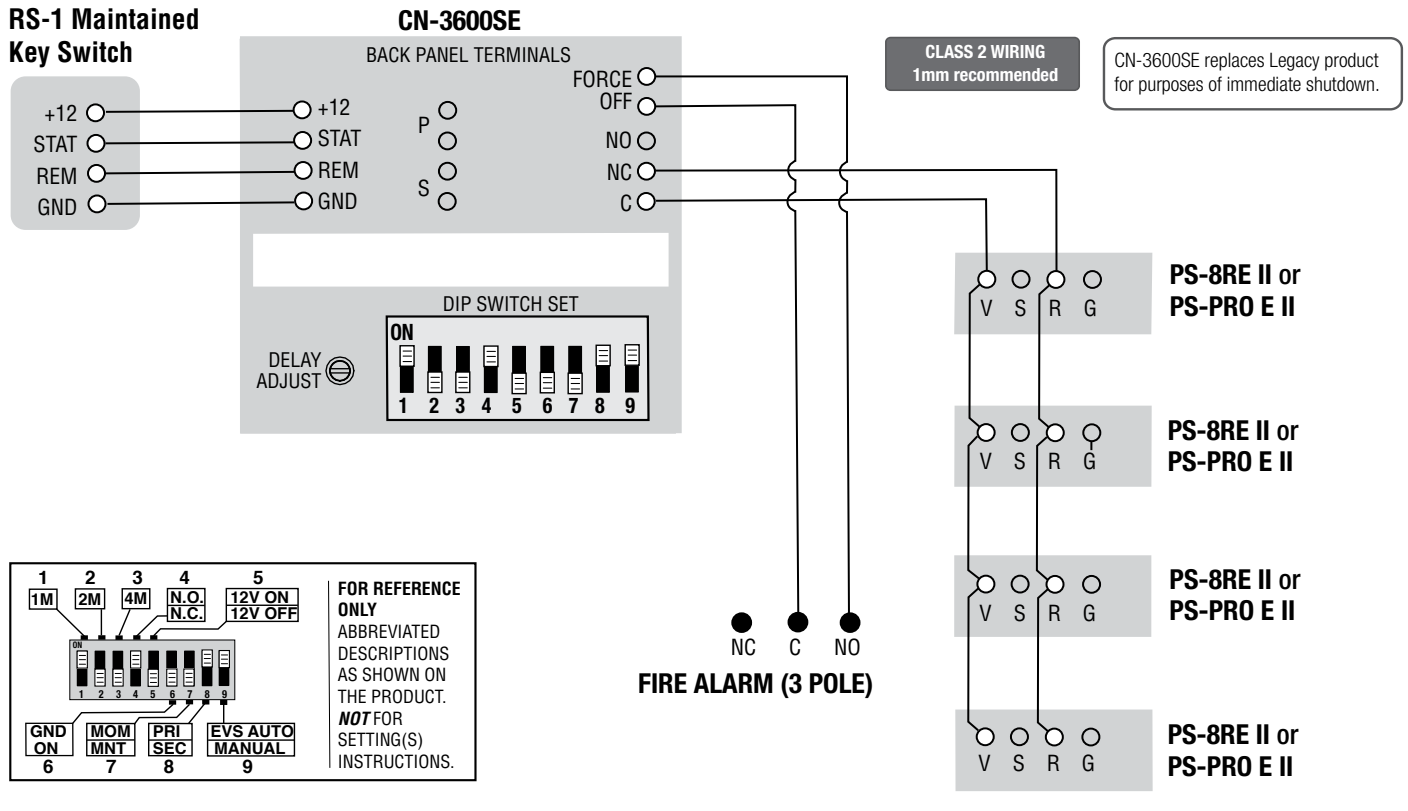 RS-1 Maintained
Key Switch
+12
STAT
REM
GND
CN-3600SE
BACK PANEL TERMINALS
+12
STAT
REM
GND
P
S
FORCE
OFF
NO
NC
C
DIP SWITCH SET
ON
1 2 3 4 5 6 7 8 9
DELAY
ADJUST
CLASS 2 WIRING
1mm recommended
CN-3600SE replaces Legacy product
for purposes of immediate shutdown.
V S R G
PS-8RE II or
PS-PRO E II
V S R G
PS-8RE II or
PS-PRO E II
V S R G
PS-8RE II or
PS-PRO E II
V S R G
PS-8RE II or
PS-PRO E II
NC C NO
FIRE ALARM (3 POLE)
1 2 3 4 5
1M 2M 4M N.O. 12V ON
N.C. 12V OFF
ON
1 2 3 4 5 6 7 8 9
GND MOM PRI EVS AUTO
ON MNT SEC MANUAL
6 7 8 9
FOR REFERENCE
ONLY
ABBREVIATED
DESCRIPTIONS
AS SHOWN ON
THE PRODUCT.
NOT FOR
SETTING(S)
INSTRUCTIONS.